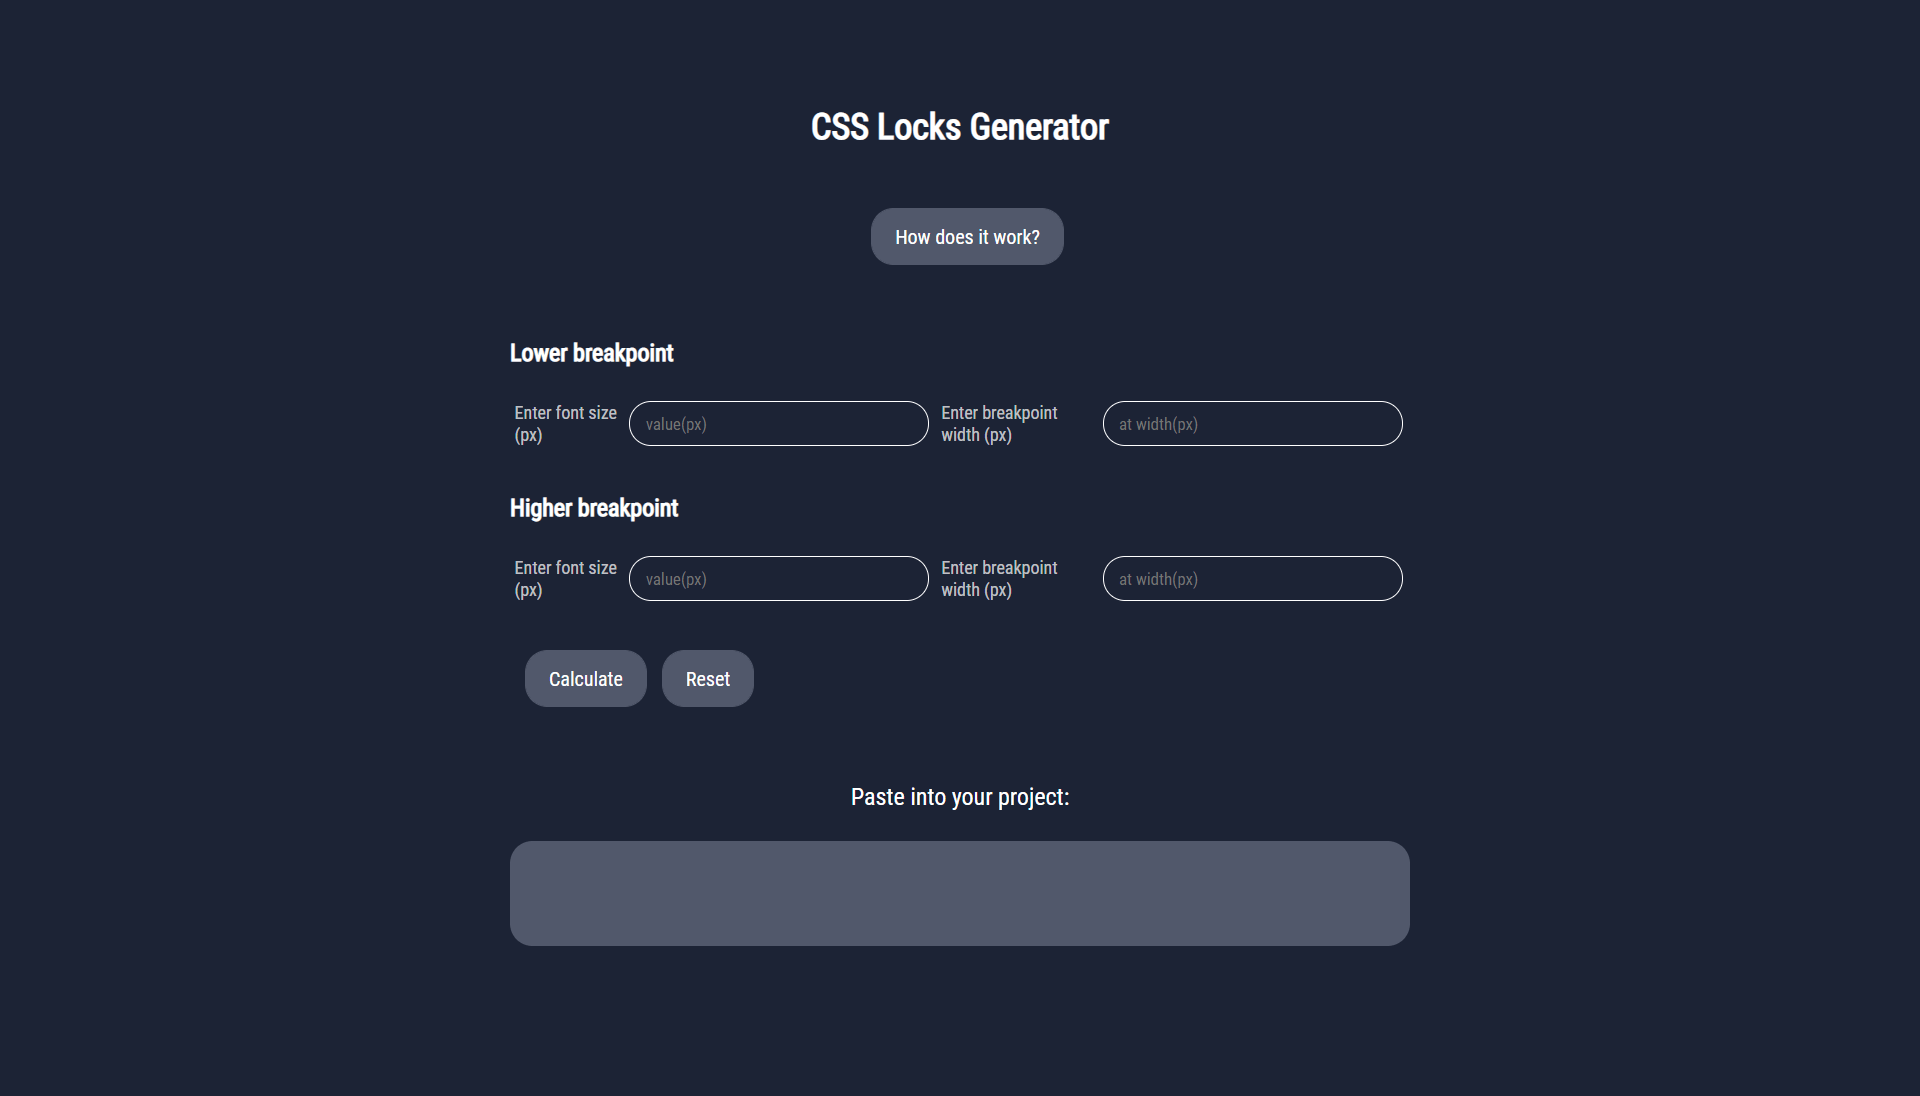 CSS Locks Generator
How does it work?
Lower breakpoint
Enter font size
(px)
value(px)
Enter breakpoint
width (px)
at width(px)
Higher breakpoint
Enter font size
(px)
value(px)
Enter breakpoint
width (px)
at width(px)
Calculate
Reset
Paste into your project: